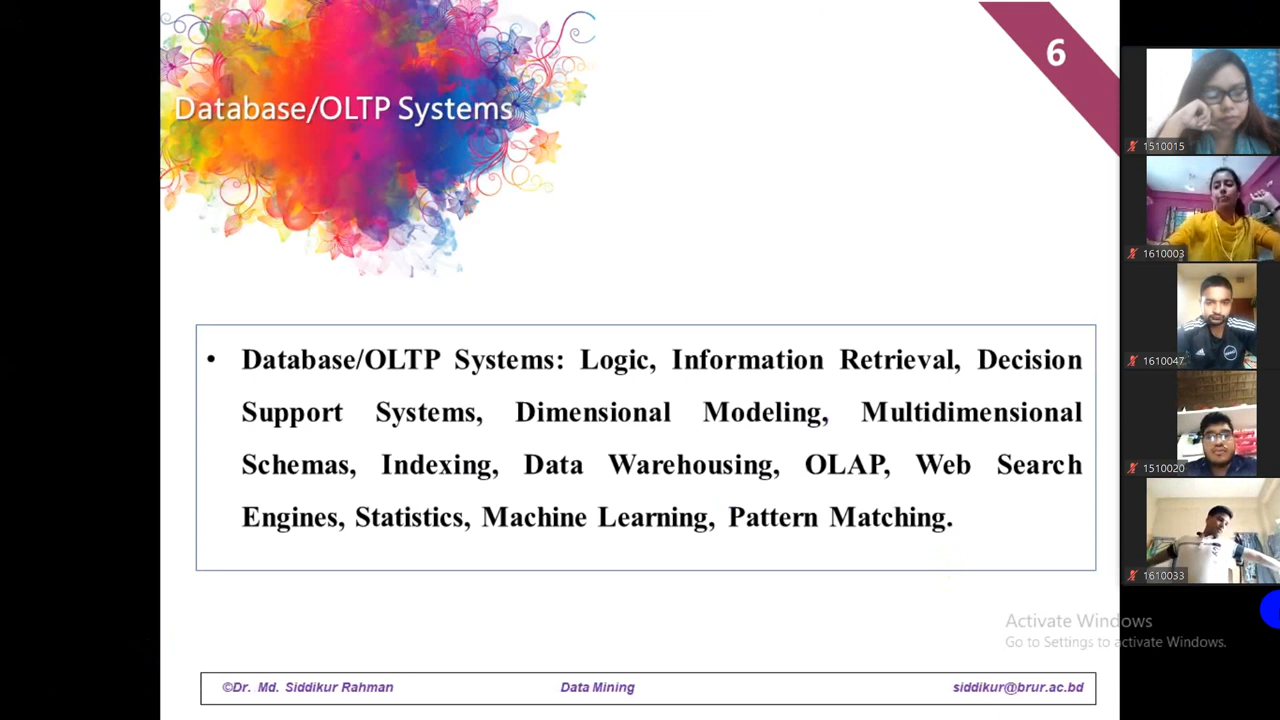 Database/OLTP Systems
6
• Database/OLTP Systems: Logic, Information Retrieval, Decision
Support Systems, Dimensional Modeling, Multidimensional
Schemas, Indexing, Data Warehousing, OLAP, Web Search
Engines, Statistics, Machine Learning, Pattern Matching.
©Dr. Md. Siddikur Rahman
Data Mining
siddikur@brur.ac.bd
1510015
1610003
1610047
1510020
1610033
Activate Windows
Go to Settings to activate Windows.